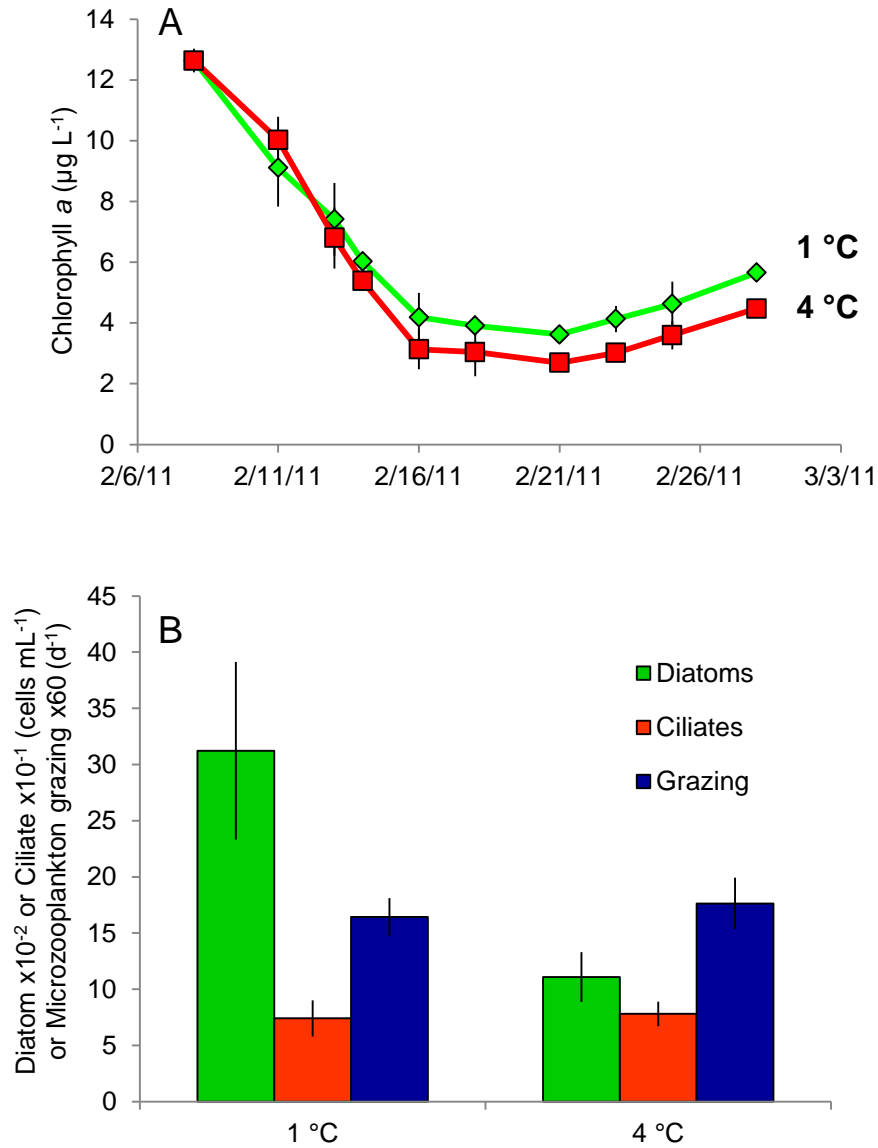 A
Chlorophyll a (µg L-1)
14
12
10
8
6
4
2
0
2/6/11 2/11/11 2/16/11 2/21/11 2/26/11 3/3/11
1 °C
4 °C
B
Diatom x10-2 or Ciliate x10-1 (cells mL-1)
or Microzooplankton grazing x60 (d-1)
45
40
35
30
25
20
15
10
5
0
Diatoms
Ciliates
Grazing
1 °C 4 °C